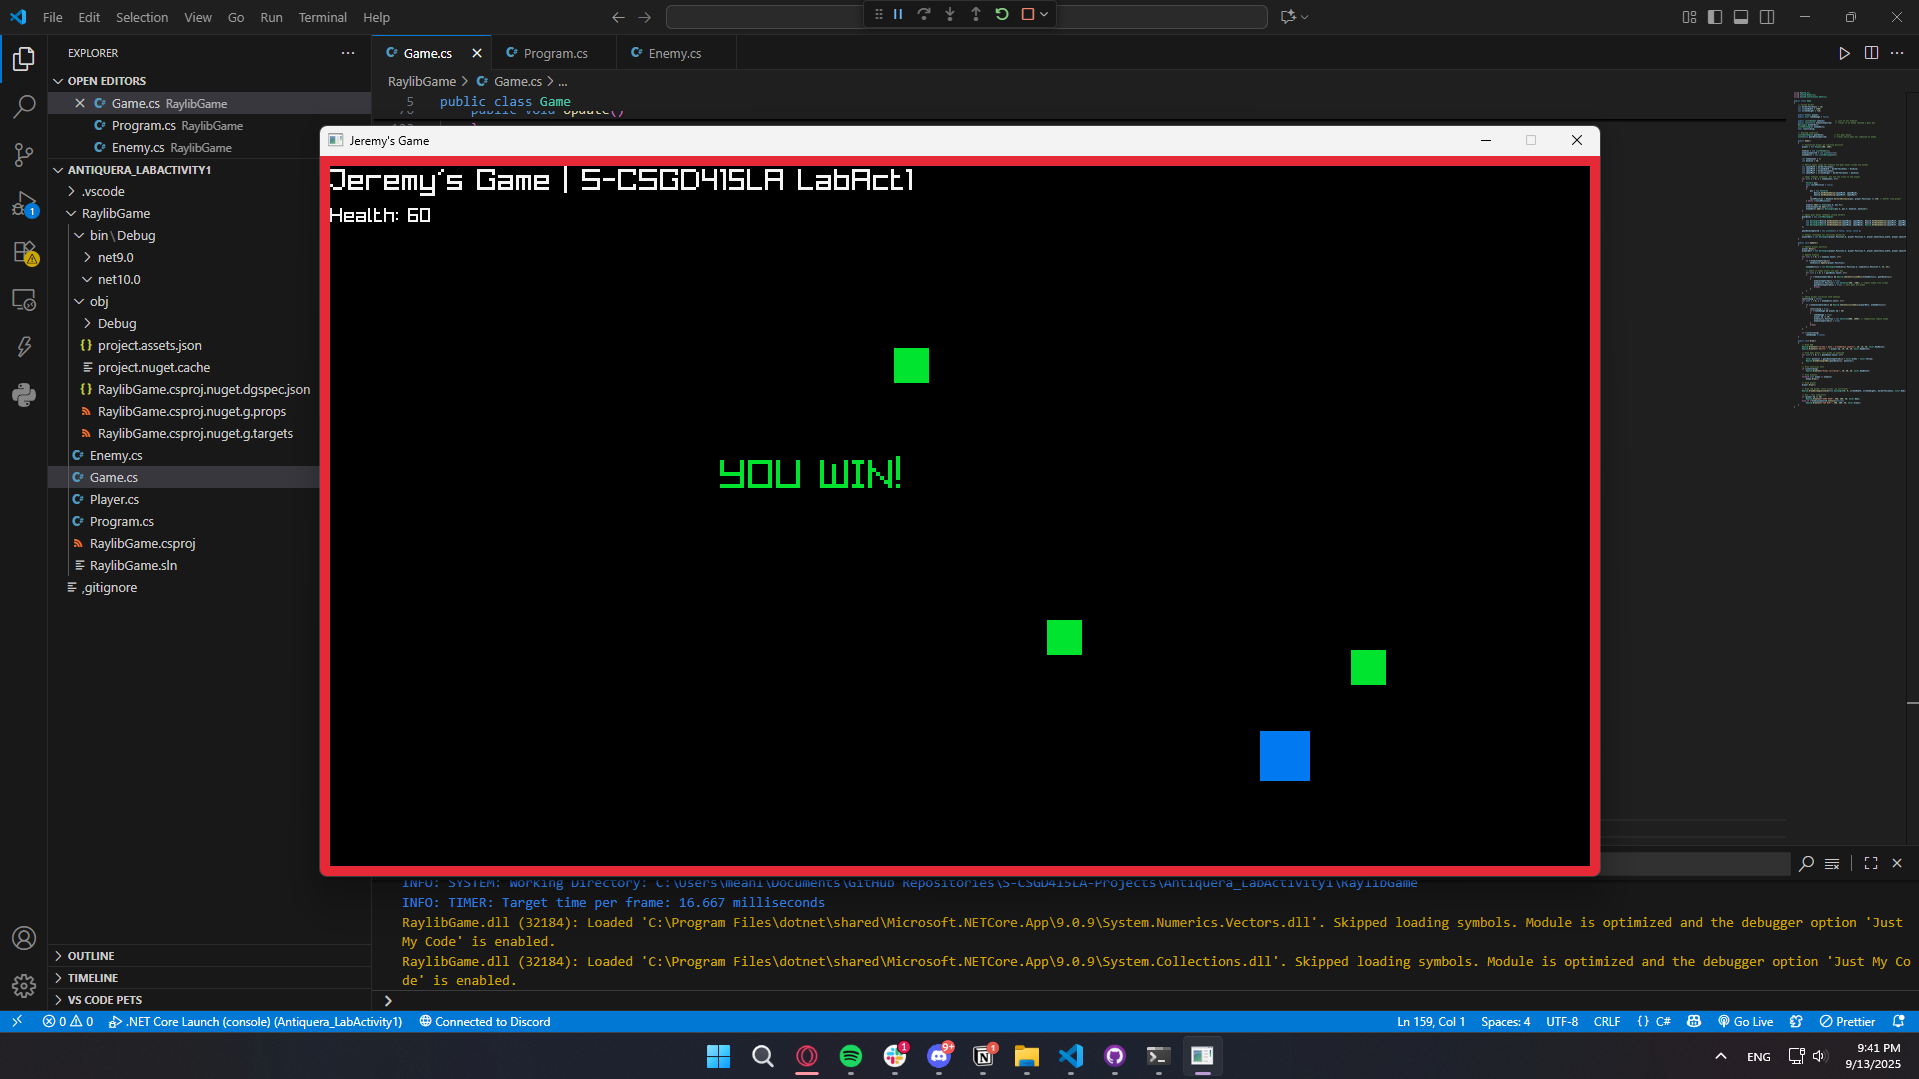 File Edit Selection View Go Run Terminal Help
EXPLORER
OPEN EDITORS
Game.cs RaylibGame
Program.cs RaylibGame
Enemy.cs RaylibGame
ANTIQUERA_LABACTIVITY1
.vscode
RaylibGame
bin\Debug
net9.0
net10.0
obj
Debug
project.assets.json
project.nuget.cache
RaylibGame.csproj.nuget.dgspec.json
RaylibGame.csproj.nuget.g.props
RaylibGame.csproj.nuget.g.targets
Enemy.cs
Game.cs
Player.cs
Program.cs
RaylibGame.csproj
RaylibGame.sln
.gitignore
OUTLINE
TIMELINE
VS CODE PETS
Game.cs Program.cs Enemy.cs
RaylibGame > Game.cs > ...
5 public class Game
public void Update()
Jeremy's Game
Jeremy's Game | S-CSGD415LA LabAct1
Health: 60
YOU WIN!
INFO: SYSTEM: Working Directory: C:\Users\meanl\Documents\GitHub Repositories\S-CSGD415LA-Projects\Antiquera_LabActivity1\RaylibGame
INFO: TIMER: Target time per frame: 16.667 milliseconds
RaylibGame.dll (32184): Loaded 'C:\Program Files\dotnet\shared\Microsoft.NETCore.App\9.0.9\System.Numerics.Vectors.dll'. Skipped loading symbols. Module is optimized and the debugger option 'Just
My Code' is enabled.
RaylibGame.dll (32184): Loaded 'C:\Program Files\dotnet\shared\Microsoft.NETCore.App\9.0.9\System.Collections.dll'. Skipped loading symbols. Module is optimized and the debugger option 'Just My Co
de' is enabled.
0 0 .NET Core Launch (console) (Antiquera_LabActivity1) Connected to Discord
Ln 159, Col 1 Spaces: 4 UTF-8 CRLF {} C# Go Live Prettier
1 9+ 1
ENG
9:41 PM
9/13/2025